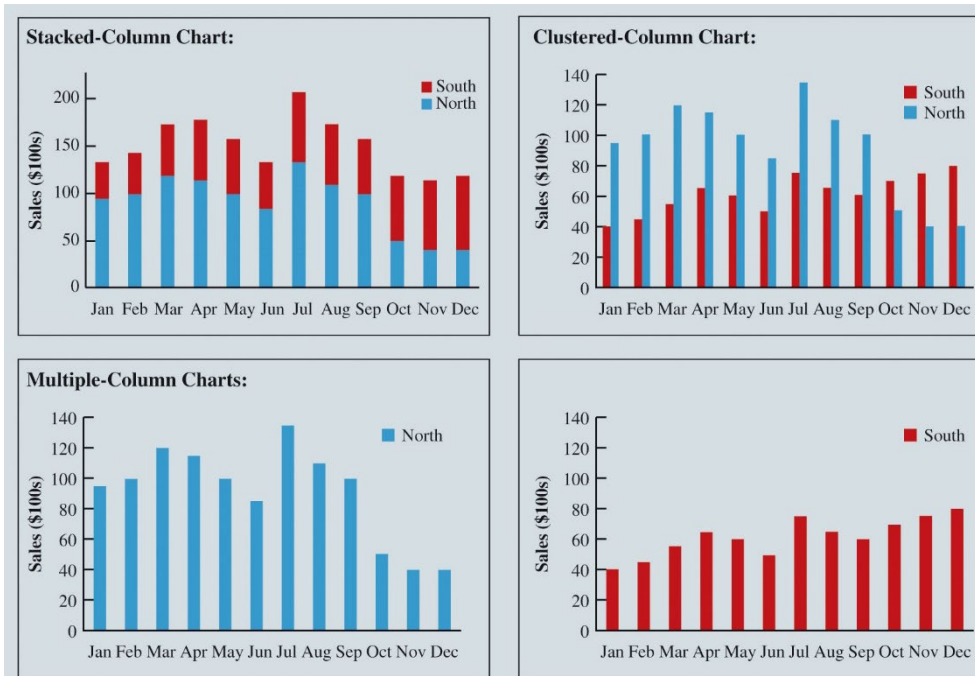 Stacked-Column Chart:
Sales ($100s)
200
150
100
50
0
South
North
Jan Feb Mar Apr May Jun Jul Aug Sep Oct Nov Dec
Clustered-Column Chart:
Sales ($100s)
140
120
100
80
60
40
20
0
South
North
Jan Feb Mar Apr May Jun Jul Aug Sep Oct Nov Dec
Multiple-Column Charts:
Sales ($100s)
140
120
100
80
60
40
20
0
North
Jan Feb Mar Apr May Jun Jul Aug Sep Oct Nov Dec
Sales ($100s)
140
120
100
80
60
40
20
0
South
Jan Feb Mar Apr May Jun Jul Aug Sep Oct Nov Dec